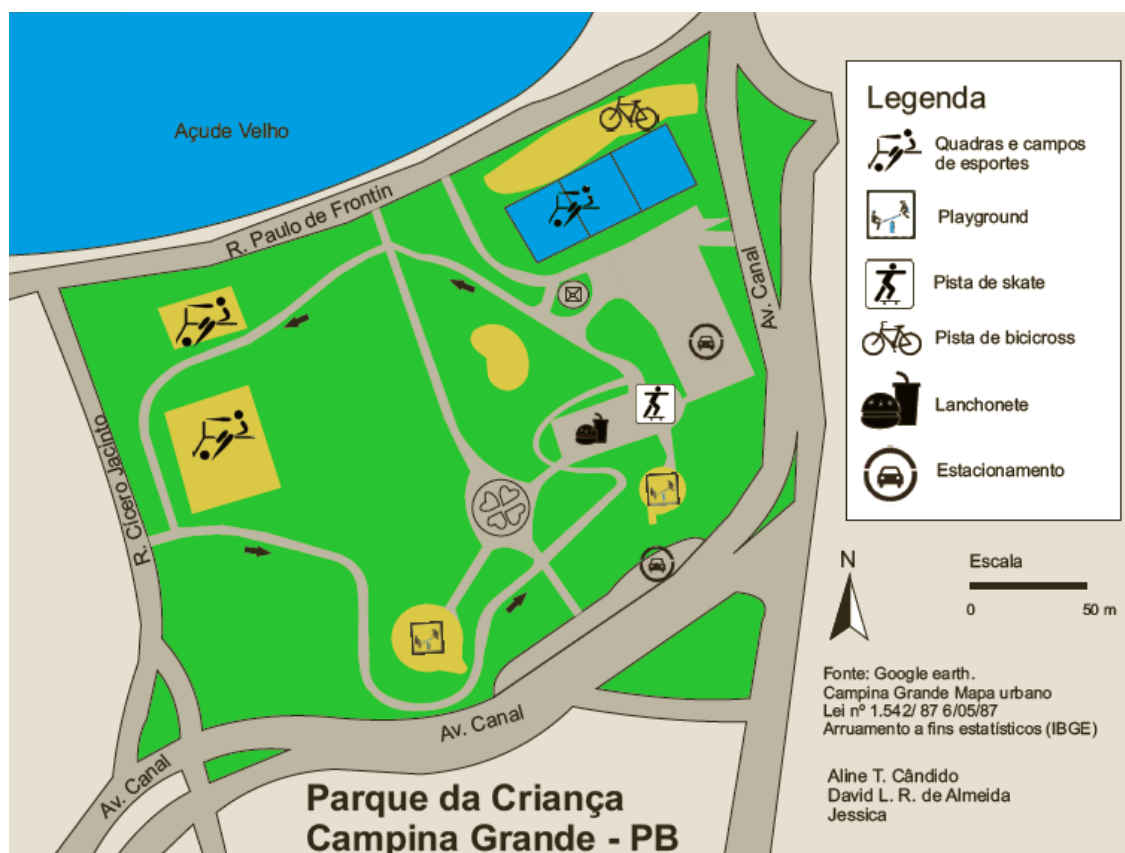 Açude Velho
R. Paulo de Frontin
Av. Canal
R. Cícero Jacinto
Av. Canal
Av. Canal
Parque da Criança
Campina Grande - PB
Legenda
Quadras e campos
de esportes
Playground
Pista de skate
Pista de bicicross
Lanchonete
Estacionamento
N
Escala
0 50 m
Fonte: Google earth.
Campina Grande Mapa urbano
Lei nº 1.542/ 87 6/05/87
Arruamento a fins estatísticos (IBGE)
Aline T. Cândido
David L. R. de Almeida
Jessica